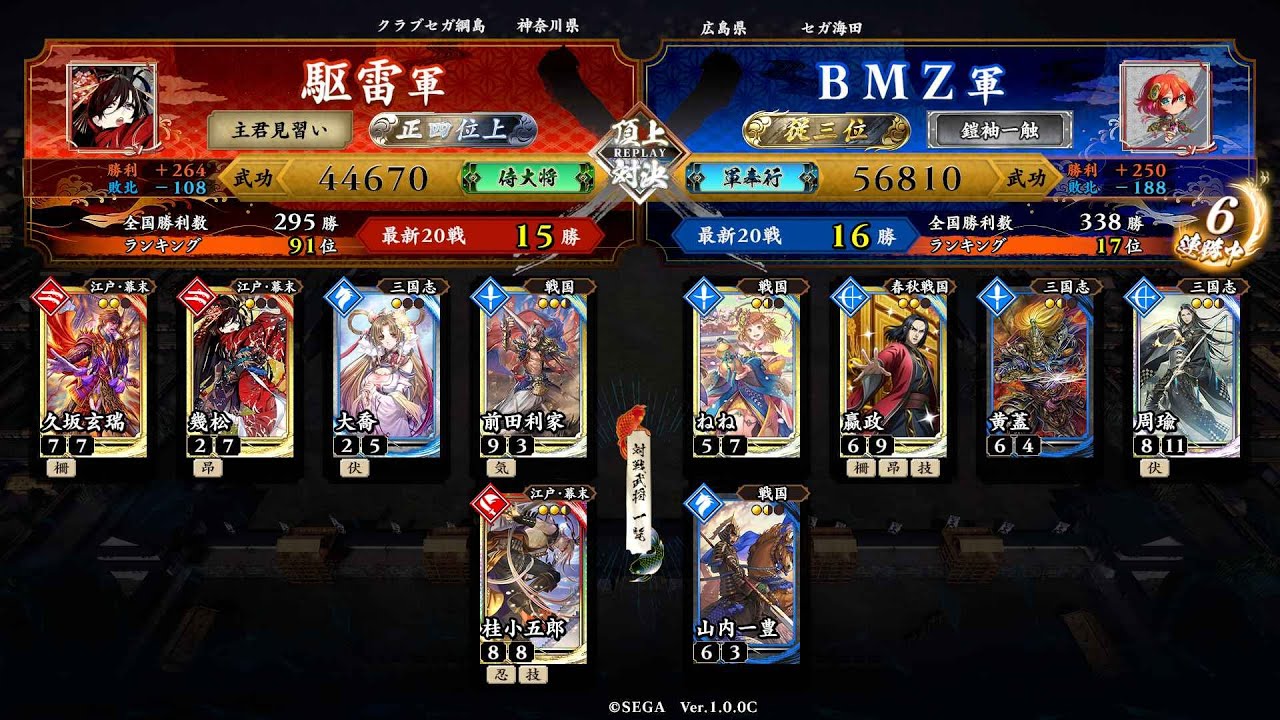 クラブセガ綱島 神奈川県
広島県 セガ海田
駆雷軍
BMZ軍
主君見習い 正四位上
従三位 鎧袖一触
頂上
REPLAY
対決
勝利 +264
敗北 -108
武功 44670 侍大将
軍奉行 56810 武功
勝利 +250
敗北 -188
全国勝利数 295勝
ランキング 91位
最新20戦 15勝
最新20戦 16勝
全国勝利数 338勝
ランキング 17位
6
連勝中
江戸・幕末
久坂玄瑞
7 7
柵
江戸・幕末
幾松
2 7
昂
三国志
大喬
2 5
伏
戦国
前田利家
9 3
気
戦国
ねね
5 7
春秋戦国
嬴政
6 9
柵 昂 技
三国志
黄蓋
6 4
三国志
周瑜
8 11
伏
対戦武将一覧
江戸・幕末
桂小五郎
8 8
忍 技
戦国
山内一豊
6 3
©SEGA Ver.1.0.0C